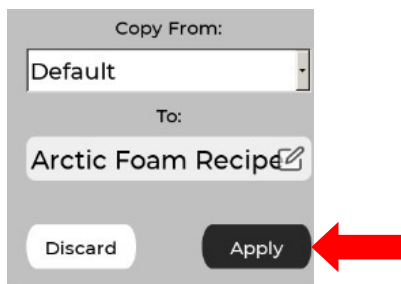 Copy From:
Default
To:
Arctic Foam Recipe
Discard
Apply